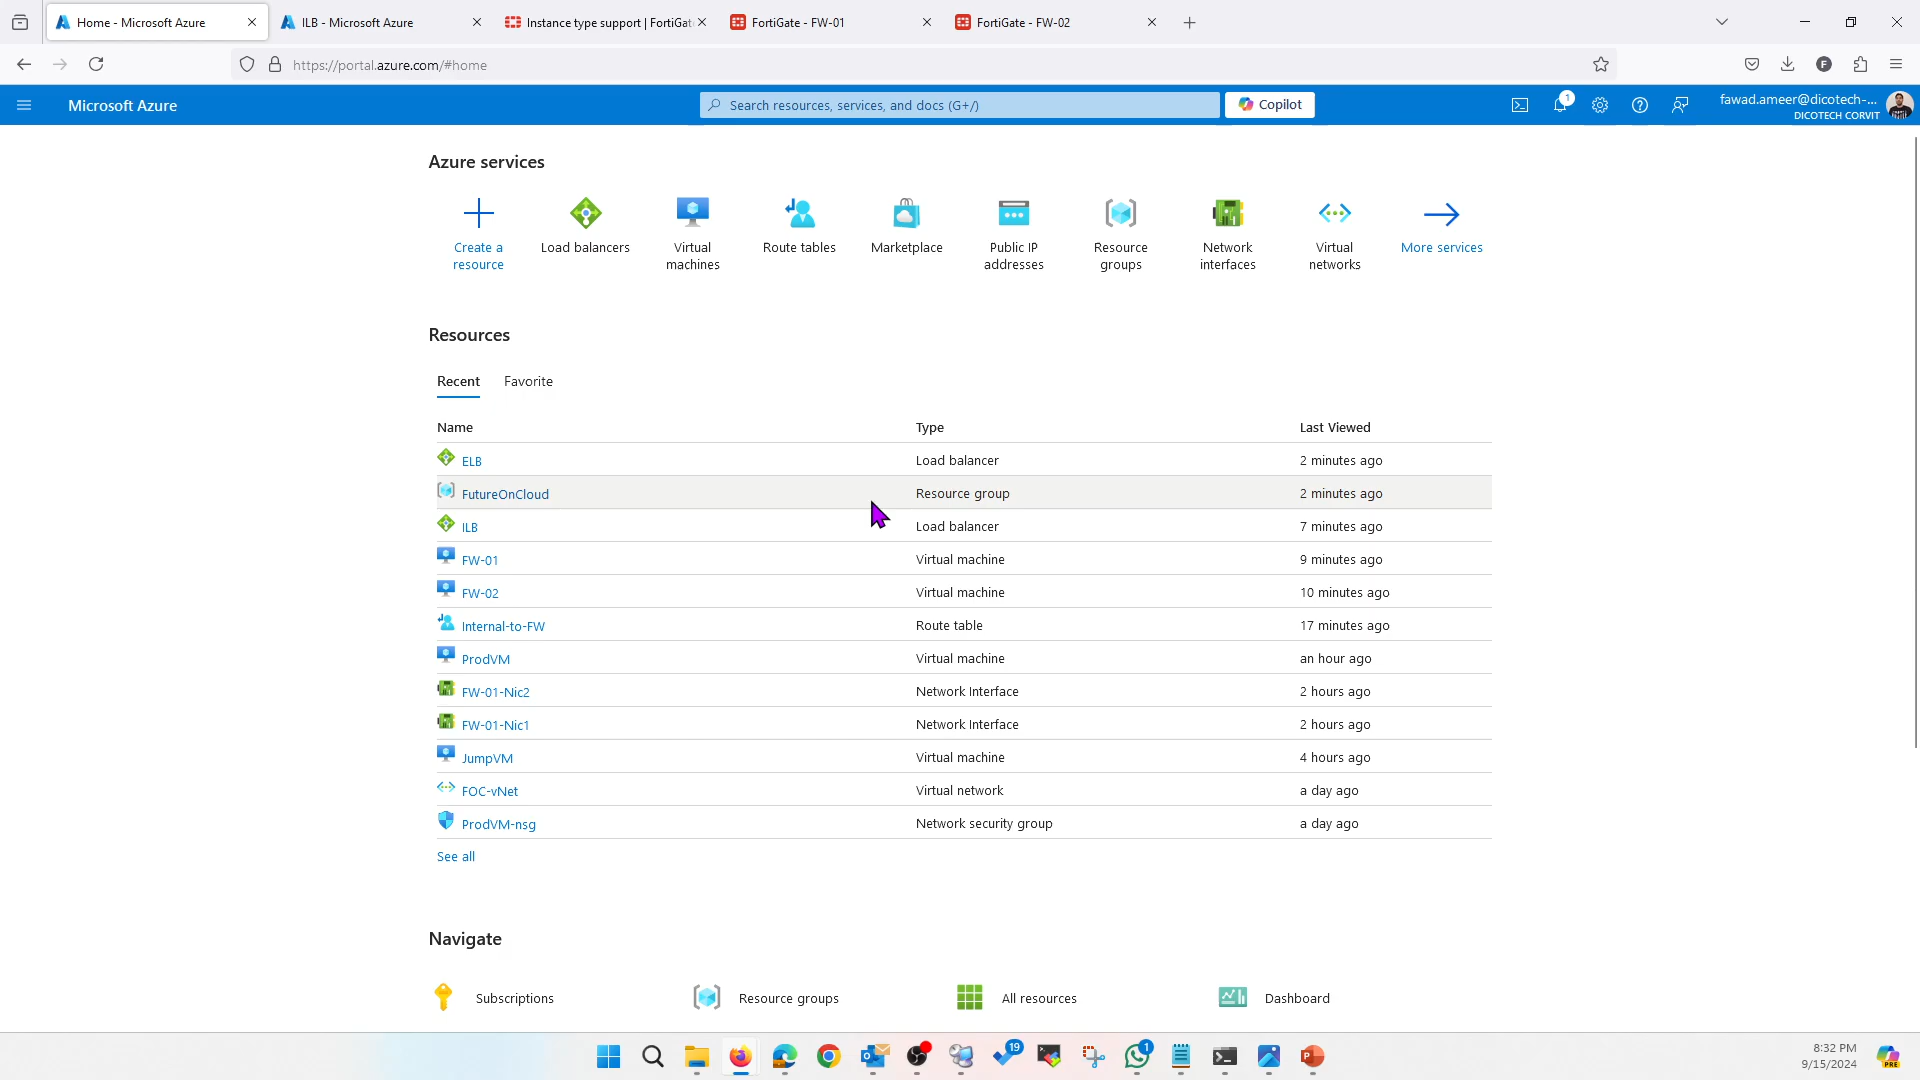 Home - Microsoft Azure
ILB - Microsoft Azure
Instance type support | FortiGat
FortiGate - FW-01
FortiGate - FW-02
https://portal.azure.com/#home
F
Microsoft Azure
Search resources, services, and docs (G+/)
Copilot
1
fawad.ameer@dicotech-...
DICOTECH CORVIT
Azure services
Create a
resource
Load balancers
Virtual
machines
Route tables
Marketplace
Public IP
addresses
Resource
groups
Network
interfaces
Virtual
networks
More services
Resources
Recent
Favorite
Name Type Last Viewed
ELB Load balancer 2 minutes ago
FutureOnCloud Resource group 2 minutes ago
ILB Load balancer 7 minutes ago
FW-01 Virtual machine 9 minutes ago
FW-02 Virtual machine 10 minutes ago
Internal-to-FW Route table 17 minutes ago
ProdVM Virtual machine an hour ago
FW-01-Nic2 Network Interface 2 hours ago
FW-01-Nic1 Network Interface 2 hours ago
JumpVM Virtual machine 4 hours ago
FOC-vNet Virtual network a day ago
ProdVM-nsg Network security group a day ago
See all
Navigate
Subscriptions
Resource groups
All resources
Dashboard
19
1
8:32 PM
9/15/2024
PRE